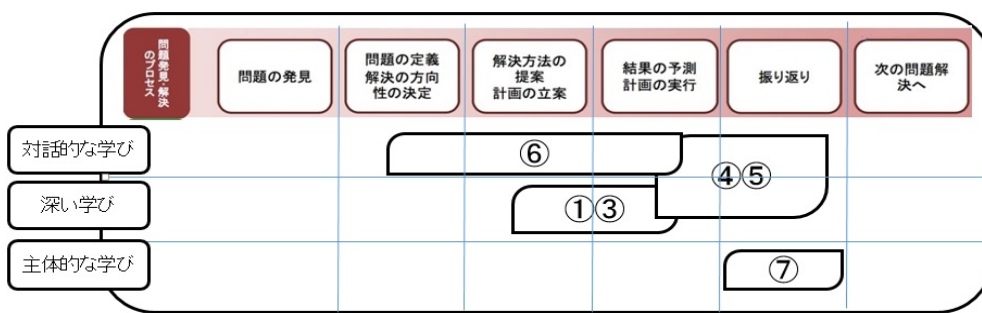 問題発見・解決
のプロセス
問題の発見
問題の定義
解決の方向
性の決定
解決方法の
提案
計画の立案
結果の予測
計画の実行
振り返り
次の問題解
決へ
対話的な学び
⑥
④⑤
深い学び
①③
主体的な学び
⑦